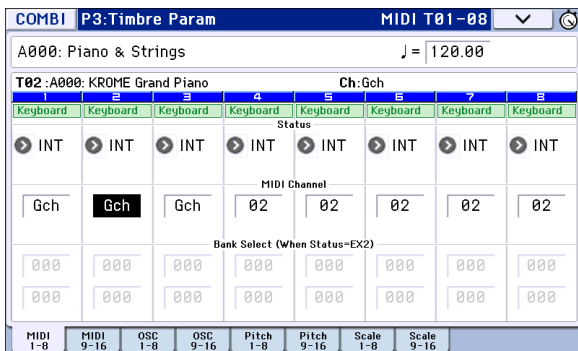 COMBI P3:Timbre Param MIDI T01-08
A000: Piano & Strings ♩= 120.00
T02 :A000: KROME Grand Piano Ch:Gch
1 2 3 4 5 6 7 8
Keyboard Keyboard Keyboard Keyboard Keyboard Keyboard Keyboard Keyboard
Status
INT INT INT INT INT INT INT INT
MIDI Channel
Gch Gch Gch 02 02 02 02 02
Bank Select (When Status=EX2)
000 000 000 000 000 000 000 000
000 000 000 000 000 000 000 000
MIDI MIDI OSC OSC Pitch Pitch Scale Scale
1-8 9-16 1-8 9-16 1-8 9-16 1-8 9-16